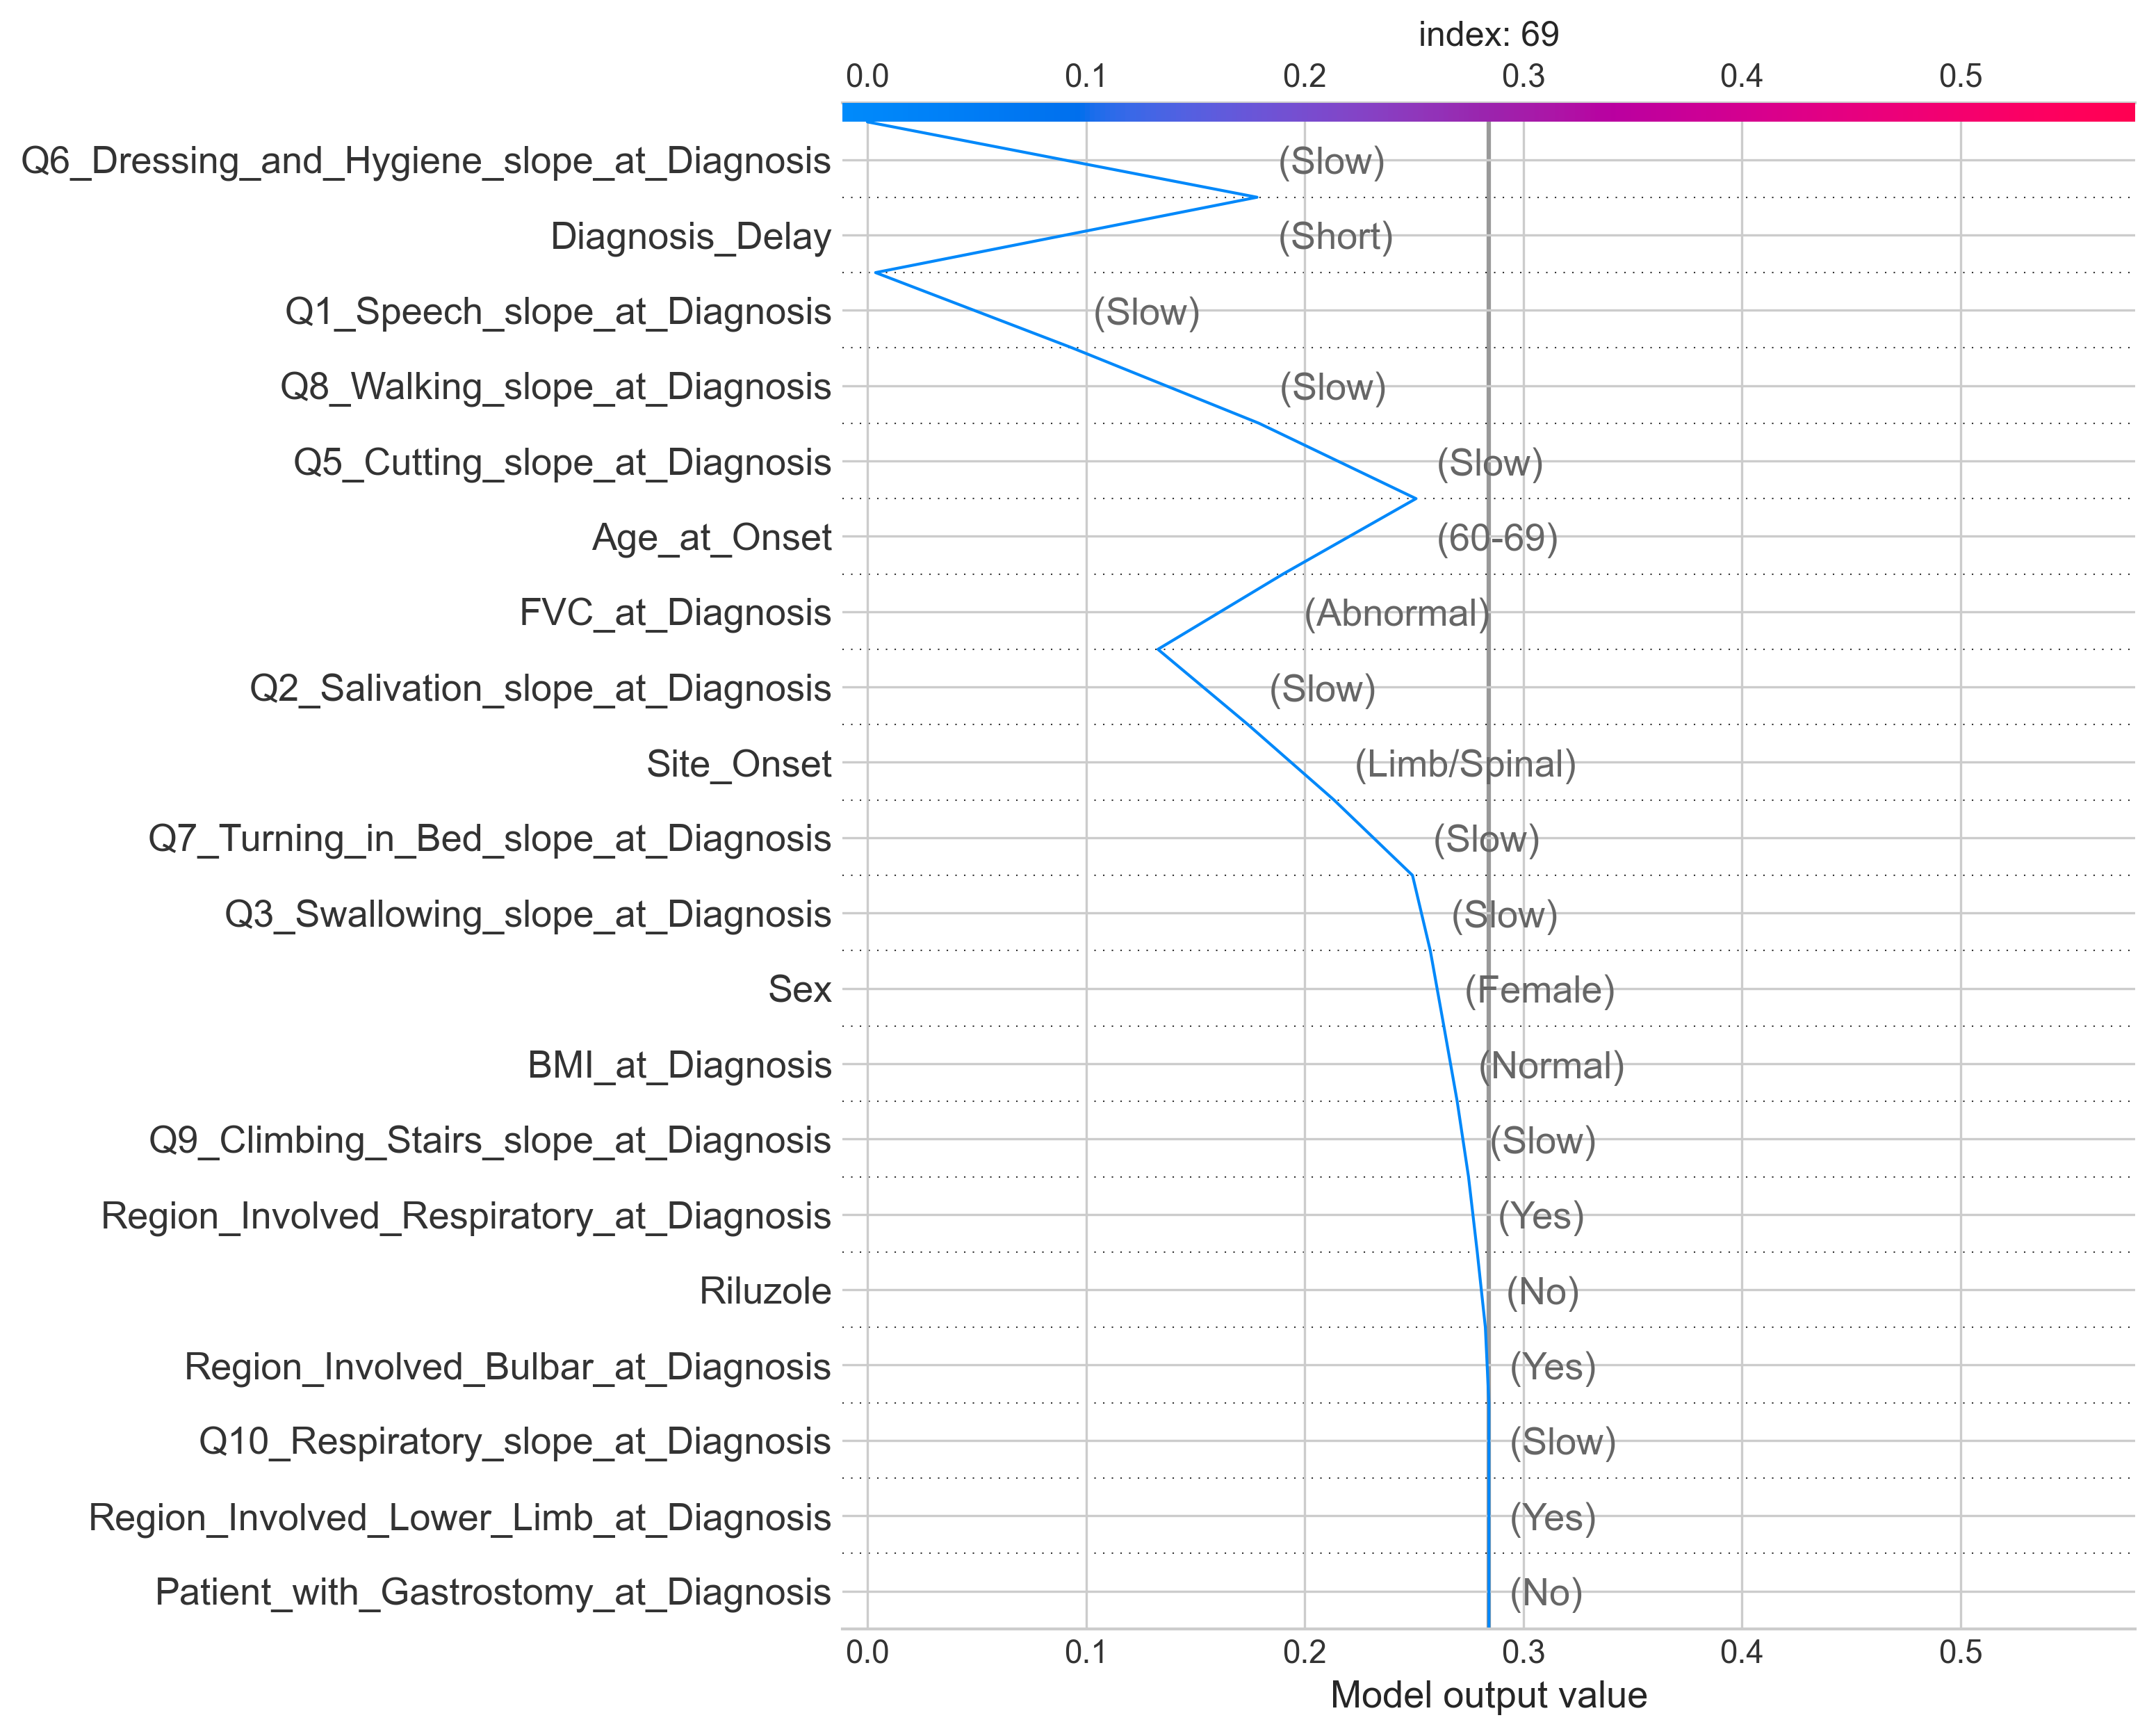 index: 69
0.0 0.1 0.2 0.3 0.4 0.5
Q6_Dressing_and_Hygiene_slope_at_Diagnosis (Slow)
Diagnosis_Delay (Short)
Q1_Speech_slope_at_Diagnosis (Slow)
Q8_Walking_slope_at_Diagnosis (Slow)
Q5_Cutting_slope_at_Diagnosis (Slow)
Age_at_Onset (60-69)
FVC_at_Diagnosis (Abnormal)
Q2_Salivation_slope_at_Diagnosis (Slow)
Site_Onset (Limb/Spinal)
Q7_Turning_in_Bed_slope_at_Diagnosis (Slow)
Q3_Swallowing_slope_at_Diagnosis (Slow)
Sex (Female)
BMI_at_Diagnosis (Normal)
Q9_Climbing_Stairs_slope_at_Diagnosis (Slow)
Region_Involved_Respiratory_at_Diagnosis (Yes)
Riluzole (No)
Region_Involved_Bulbar_at_Diagnosis (Yes)
Q10_Respiratory_slope_at_Diagnosis (Slow)
Region_Involved_Lower_Limb_at_Diagnosis (Yes)
Patient_with_Gastrostomy_at_Diagnosis (No)
0.0 0.1 0.2 0.3 0.4 0.5
Model output value